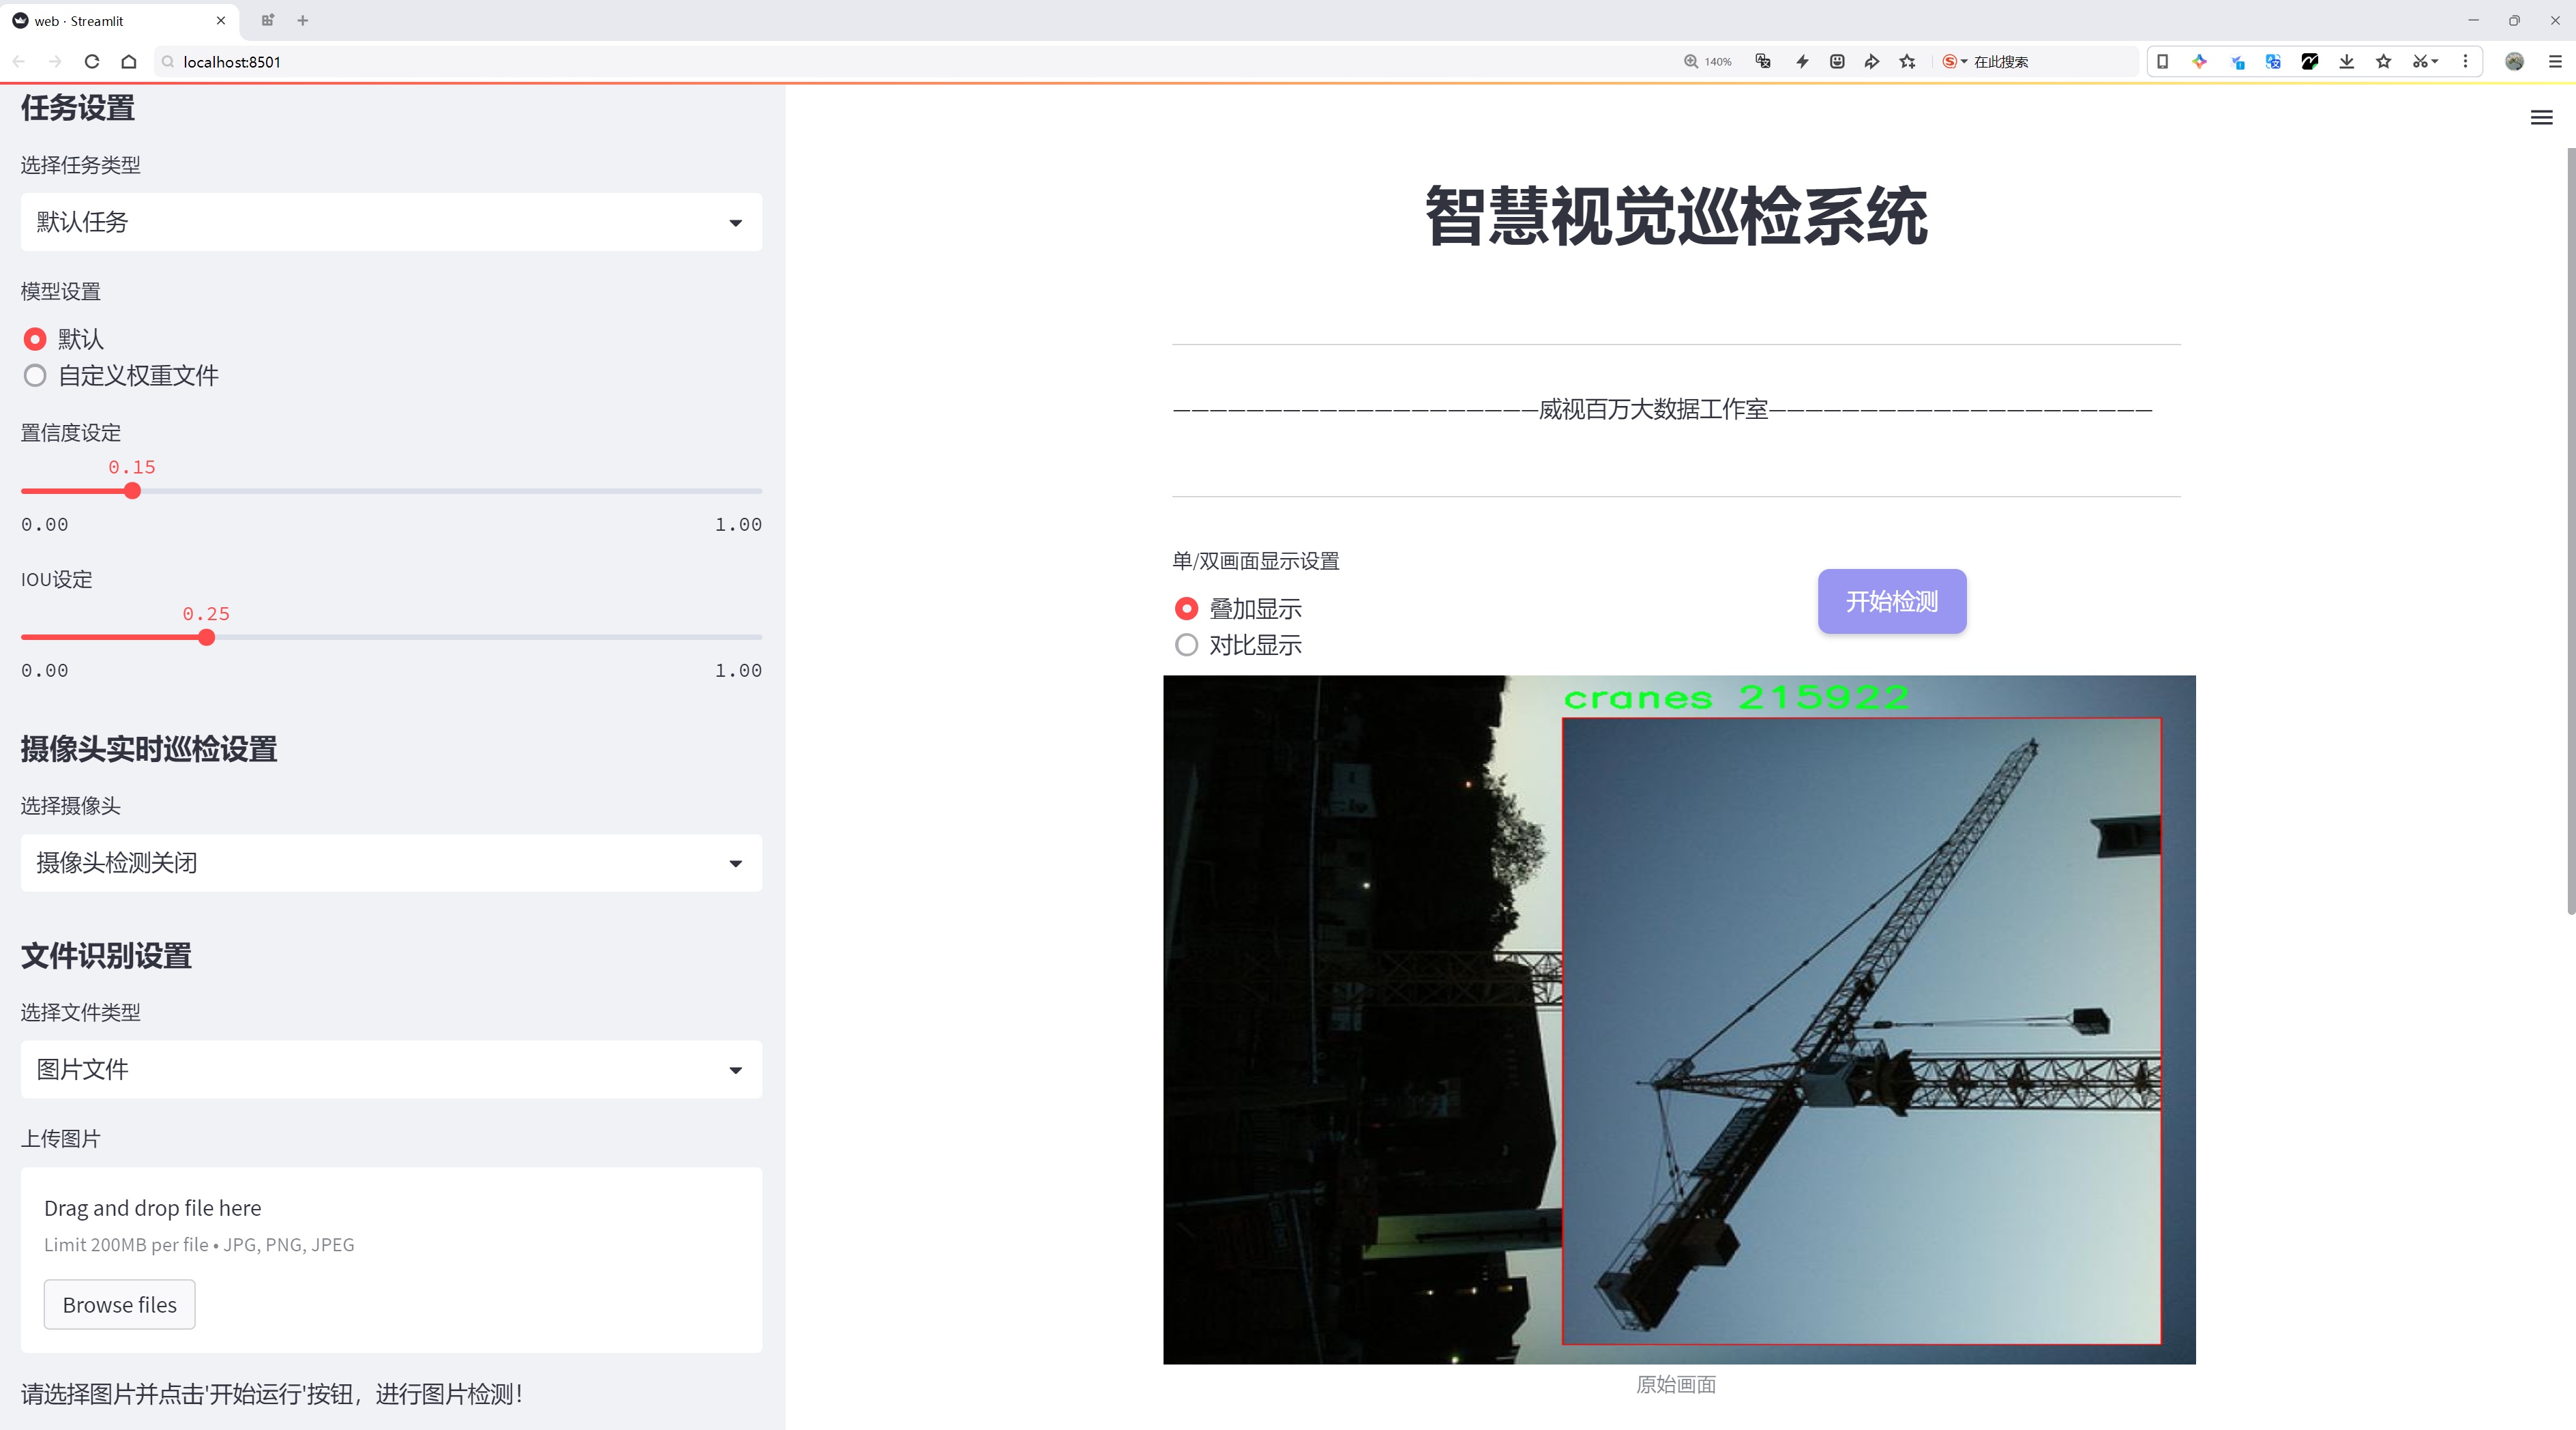 web · Streamlit
localhost:8501
140%
在此搜索
任务设置
选择任务类型
默认任务
模型设置
默认
自定义权重文件
置信度设定
0.15
0.00 1.00
IOU设定
0.25
0.00 1.00
摄像头实时巡检设置
选择摄像头
摄像头检测关闭
文件识别设置
选择文件类型
图片文件
上传图片
Drag and drop file here
Limit 200MB per file • JPG, PNG, JPEG
Browse files
请选择图片并点击'开始运行'按钮，进行图片检测！
智慧视觉巡检系统
————————————————————威视百万大数据工作室—————————————————————
单/双画面显示设置
叠加显示
对比显示
开始检测
cranes 215922
原始画面